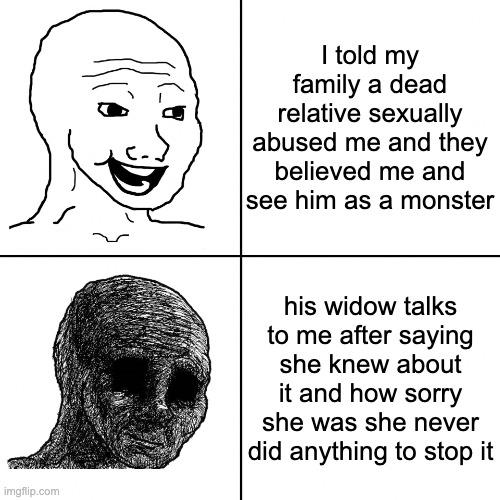 I told my
family a dead
relative sexually
abused me and they
believed me and
see him as a monster
his widow talks
to me after saying
she knew about
it and how sorry
she was she never
did anything to stop it
imgflip.com